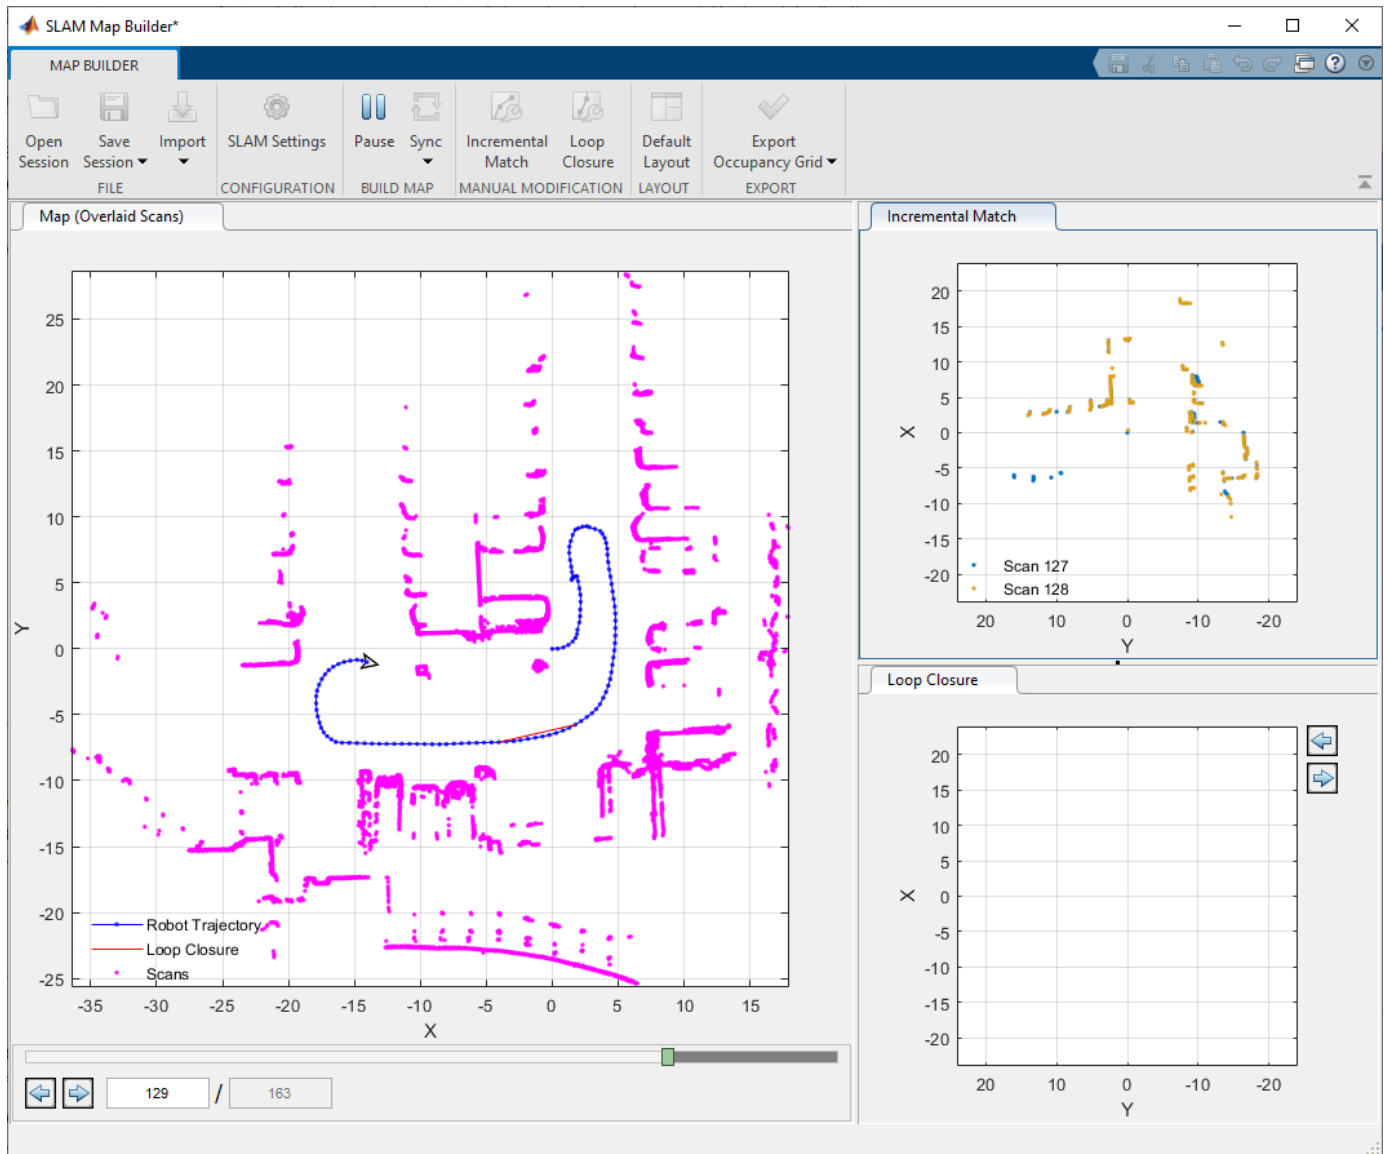 SLAM Map Builder*
MAP BUILDER
Open Session
Save Session
Import
SLAM Settings
Pause
Sync
Incremental Match
Loop Closure
Default Layout
Export Occupancy Grid
FILE
CONFIGURATION
BUILD MAP
MANUAL MODIFICATION
LAYOUT
EXPORT
Map (Overlaid Scans)
25
20
15
10
5
0
-5
-10
-15
-20
-25
Y
Robot Trajectory
Loop Closure
Scans
-35 -30 -25 -20 -15 -10 -5 0 5 10 15
X
129 / 163
Incremental Match
20
15
10
5
0
-5
-10
-15
-20
X
Scan 127
Scan 128
20 10 0 -10 -20
Y
Loop Closure
20
15
10
5
0
-5
-10
-15
-20
X
20 10 0 -10 -20
Y